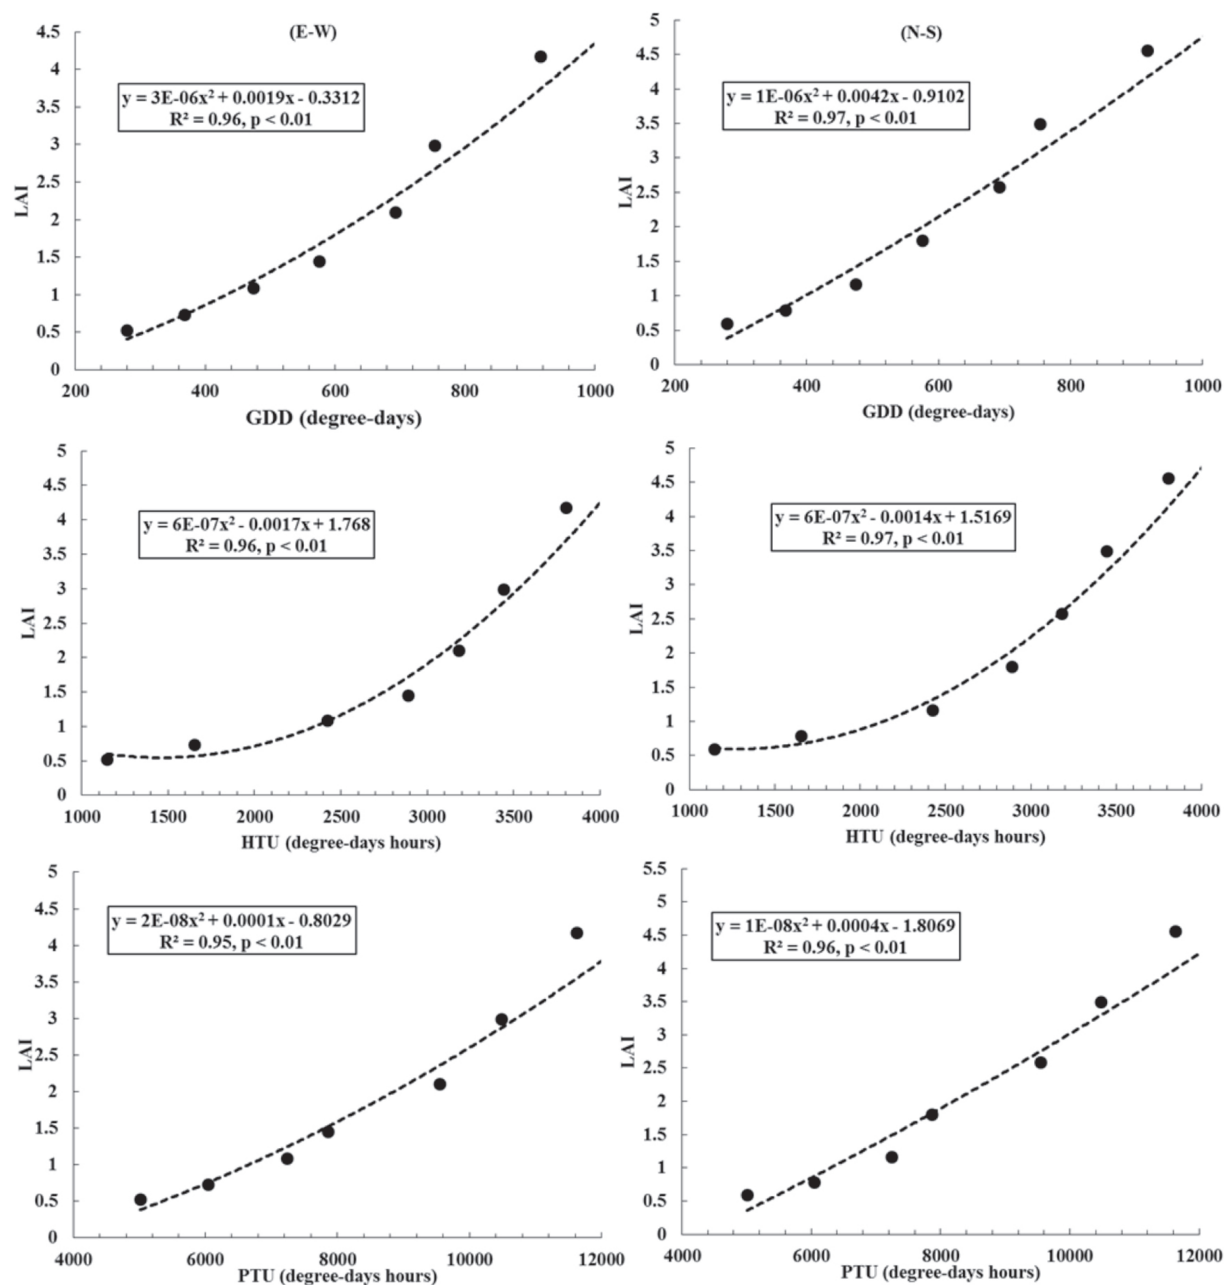 (E-W)
4.5
4
3.5
3
2.5
2
1.5
1
0.5
0
LAI
y = 3E-06x² + 0.0019x - 0.3312
R² = 0.96, p < 0.01
200 400 600 800 1000
GDD (degree-days)
(N-S)
5
4.5
4
3.5
3
2.5
2
1.5
1
0.5
0
LAI
y = 1E-06x² + 0.0042x - 0.9102
R² = 0.97, p < 0.01
200 400 600 800 1000
GDD (degree-days)
5
4.5
4
3.5
3
2.5
2
1.5
1
0.5
0
LAI
y = 6E-07x² - 0.0017x + 1.768
R² = 0.96, p < 0.01
1000 1500 2000 2500 3000 3500 4000
HTU (degree-days hours)
5
4.5
4
3.5
3
2.5
2
1.5
1
0.5
0
LAI
y = 6E-07x² - 0.0014x + 1.5169
R² = 0.97, p < 0.01
1000 1500 2000 2500 3000 3500 4000
HTU (degree-days hours)
5
4.5
4
3.5
3
2.5
2
1.5
1
0.5
0
LAI
y = 2E-08x² + 0.0001x - 0.8029
R² = 0.95, p < 0.01
4000 6000 8000 10000 12000
PTU (degree-days hours)
5.5
5
4.5
4
3.5
3
2.5
2
1.5
1
0.5
0
LAI
y = 1E-08x² + 0.0004x - 1.8069
R² = 0.96, p < 0.01
4000 6000 8000 10000 12000
PTU (degree-days hours)